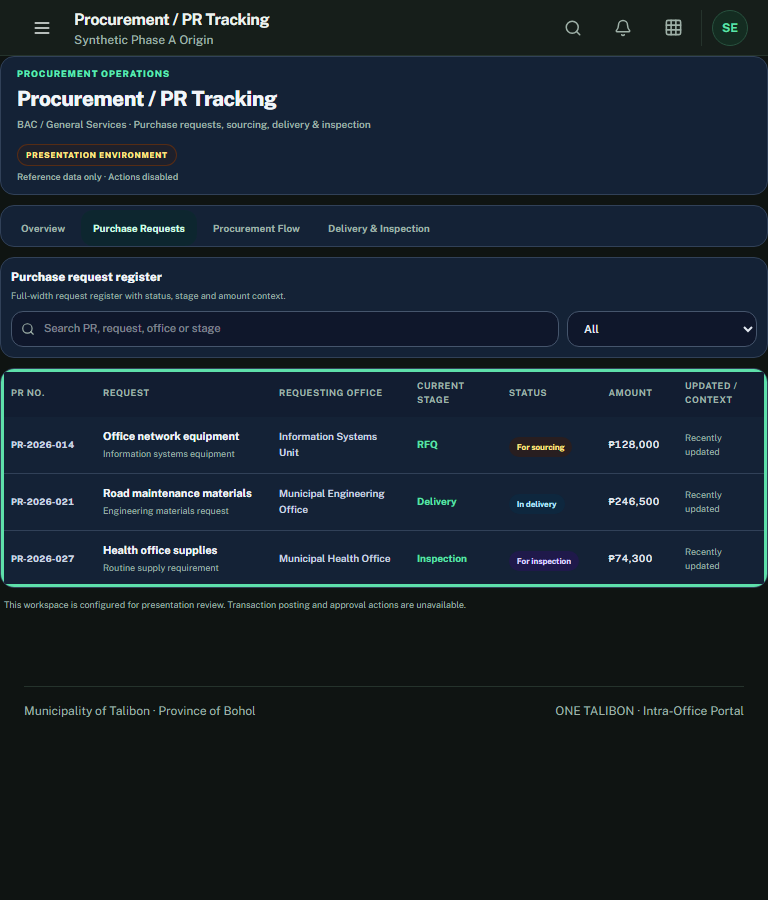 Procurement / PR Tracking
Synthetic Phase A Origin
SE
PROCUREMENT OPERATIONS
Procurement / PR Tracking
BAC / General Services · Purchase requests, sourcing, delivery & inspection
PRESENTATION ENVIRONMENT
Reference data only · Actions disabled
Overview Purchase Requests Procurement Flow Delivery & Inspection
Purchase request register
Full-width request register with status, stage and amount context.
Search PR, request, office or stage All
PR NO. REQUEST REQUESTING OFFICE CURRENT STAGE STATUS AMOUNT UPDATED / CONTEXT
PR-2026-014 Office network equipment Information Systems Unit RFQ For sourcing ₱128,000 Recently updated
Information systems equipment
PR-2026-021 Road maintenance materials Municipal Engineering Office Delivery In delivery ₱246,500 Recently updated
Engineering materials request
PR-2026-027 Health office supplies Municipal Health Office Inspection For inspection ₱74,300 Recently updated
Routine supply requirement
This workspace is configured for presentation review. Transaction posting and approval actions are unavailable.
Municipality of Talibon · Province of Bohol ONE TALIBON · Intra-Office Portal